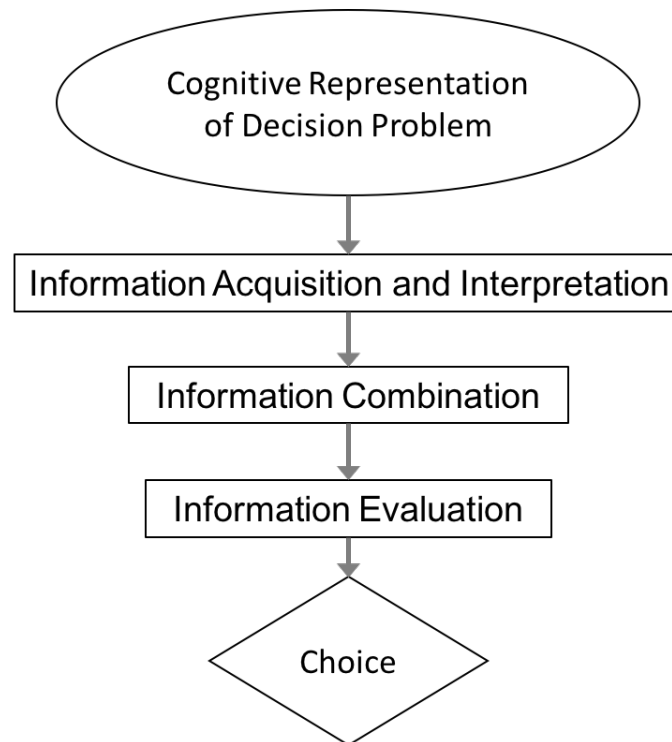 Cognitive Representation
of Decision Problem
Information Acquisition and Interpretation
Information Combination
Information Evaluation
Choice